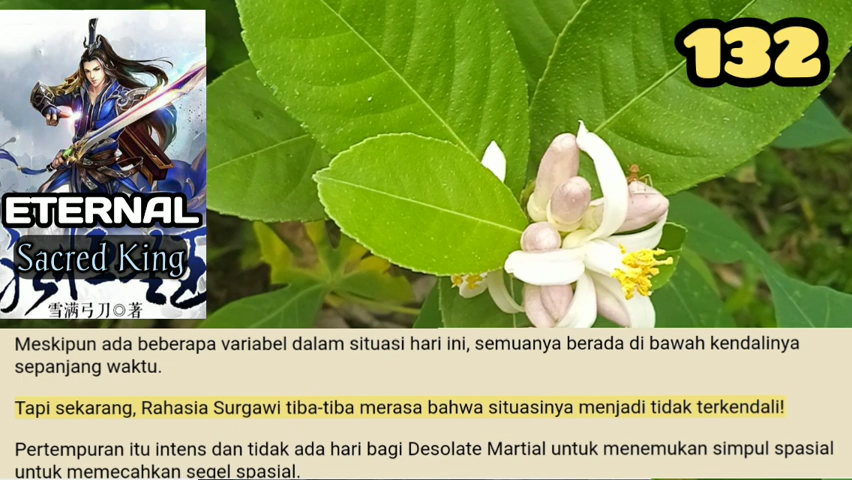 132
ETERNAL
Sacred King
雪满弓刀◎著
Meskipun ada beberapa variabel dalam situasi hari ini, semuanya berada di bawah kendalinya
sepanjang waktu.
Tapi sekarang, Rahasia Surgawi tiba-tiba merasa bahwa situasinya menjadi tidak terkendali!
Pertempuran itu intens dan tidak ada hari bagi Desolate Martial untuk menemukan simpul spasial
untuk memecahkan segel spasial.